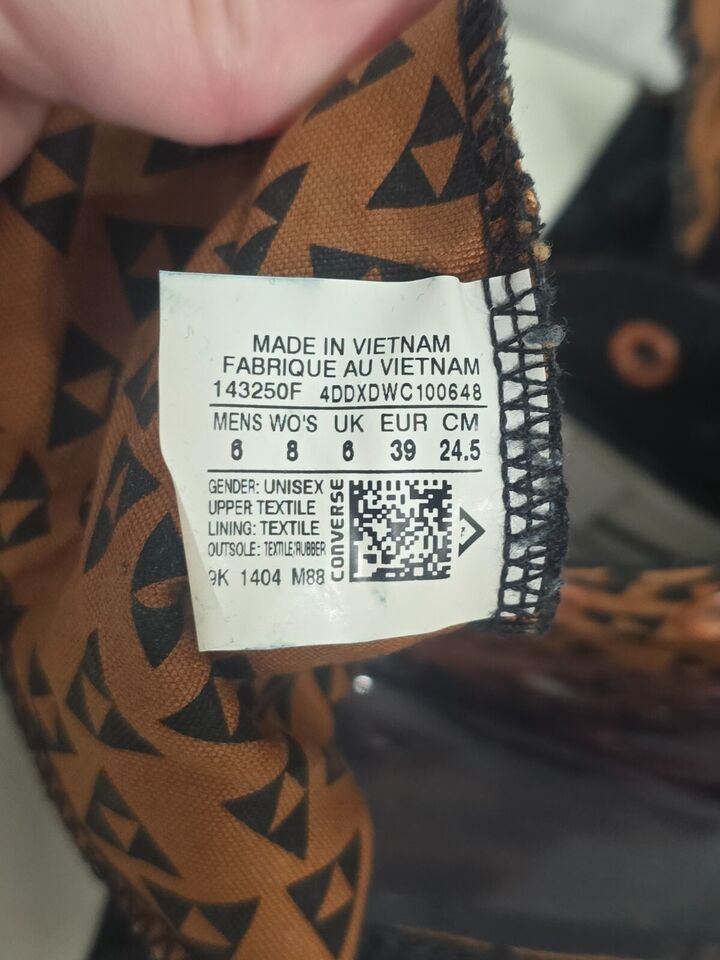 MADE IN VIETNAM
FABRIQUE AU VIETNAM
143250F 4DDXDWC100648
MENS WO'S UK EUR CM
6 8 6 39 24.5
GENDER: UNISEX
UPPER TEXTILE
LINING: TEXTILE
OUTSOLE: TEXTILE/RUBBER
9K 1404 M88
CONVERSE